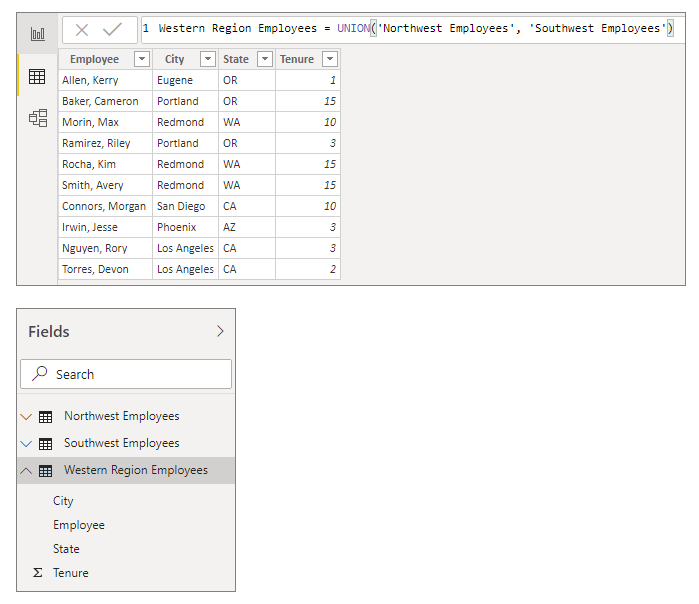 1 Western Region Employees = UNION('Northwest Employees', 'Southwest Employees')
Employee City State Tenure
Allen, Kerry Eugene OR 1
Baker, Cameron Portland OR 15
Morin, Max Redmond WA 10
Ramirez, Riley Portland OR 3
Rocha, Kim Redmond WA 15
Smith, Avery Redmond WA 15
Connors, Morgan San Diego CA 10
Irwin, Jesse Phoenix AZ 3
Nguyen, Rory Los Angeles CA 3
Torres, Devon Los Angeles CA 2
Fields
Search
Northwest Employees
Southwest Employees
Western Region Employees
City
Employee
State
Σ Tenure